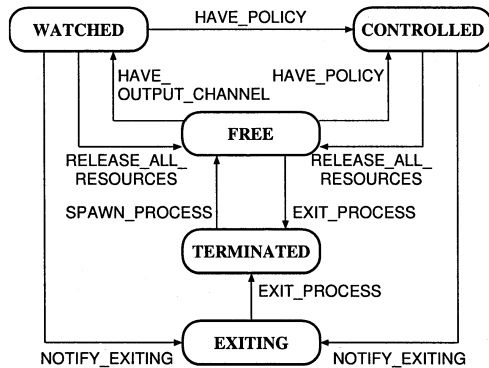 HAVE_POLICY
WATCHED
CONTROLLED
HAVE_
OUTPUT_CHANNEL
HAVE_POLICY
FREE
RELEASE_ALL_
RESOURCES
RELEASE_ALL_
RESOURCES
SPAWN_PROCESS
EXIT_PROCESS
TERMINATED
EXIT_PROCESS
EXITING
NOTIFY_EXITING
NOTIFY_EXITING